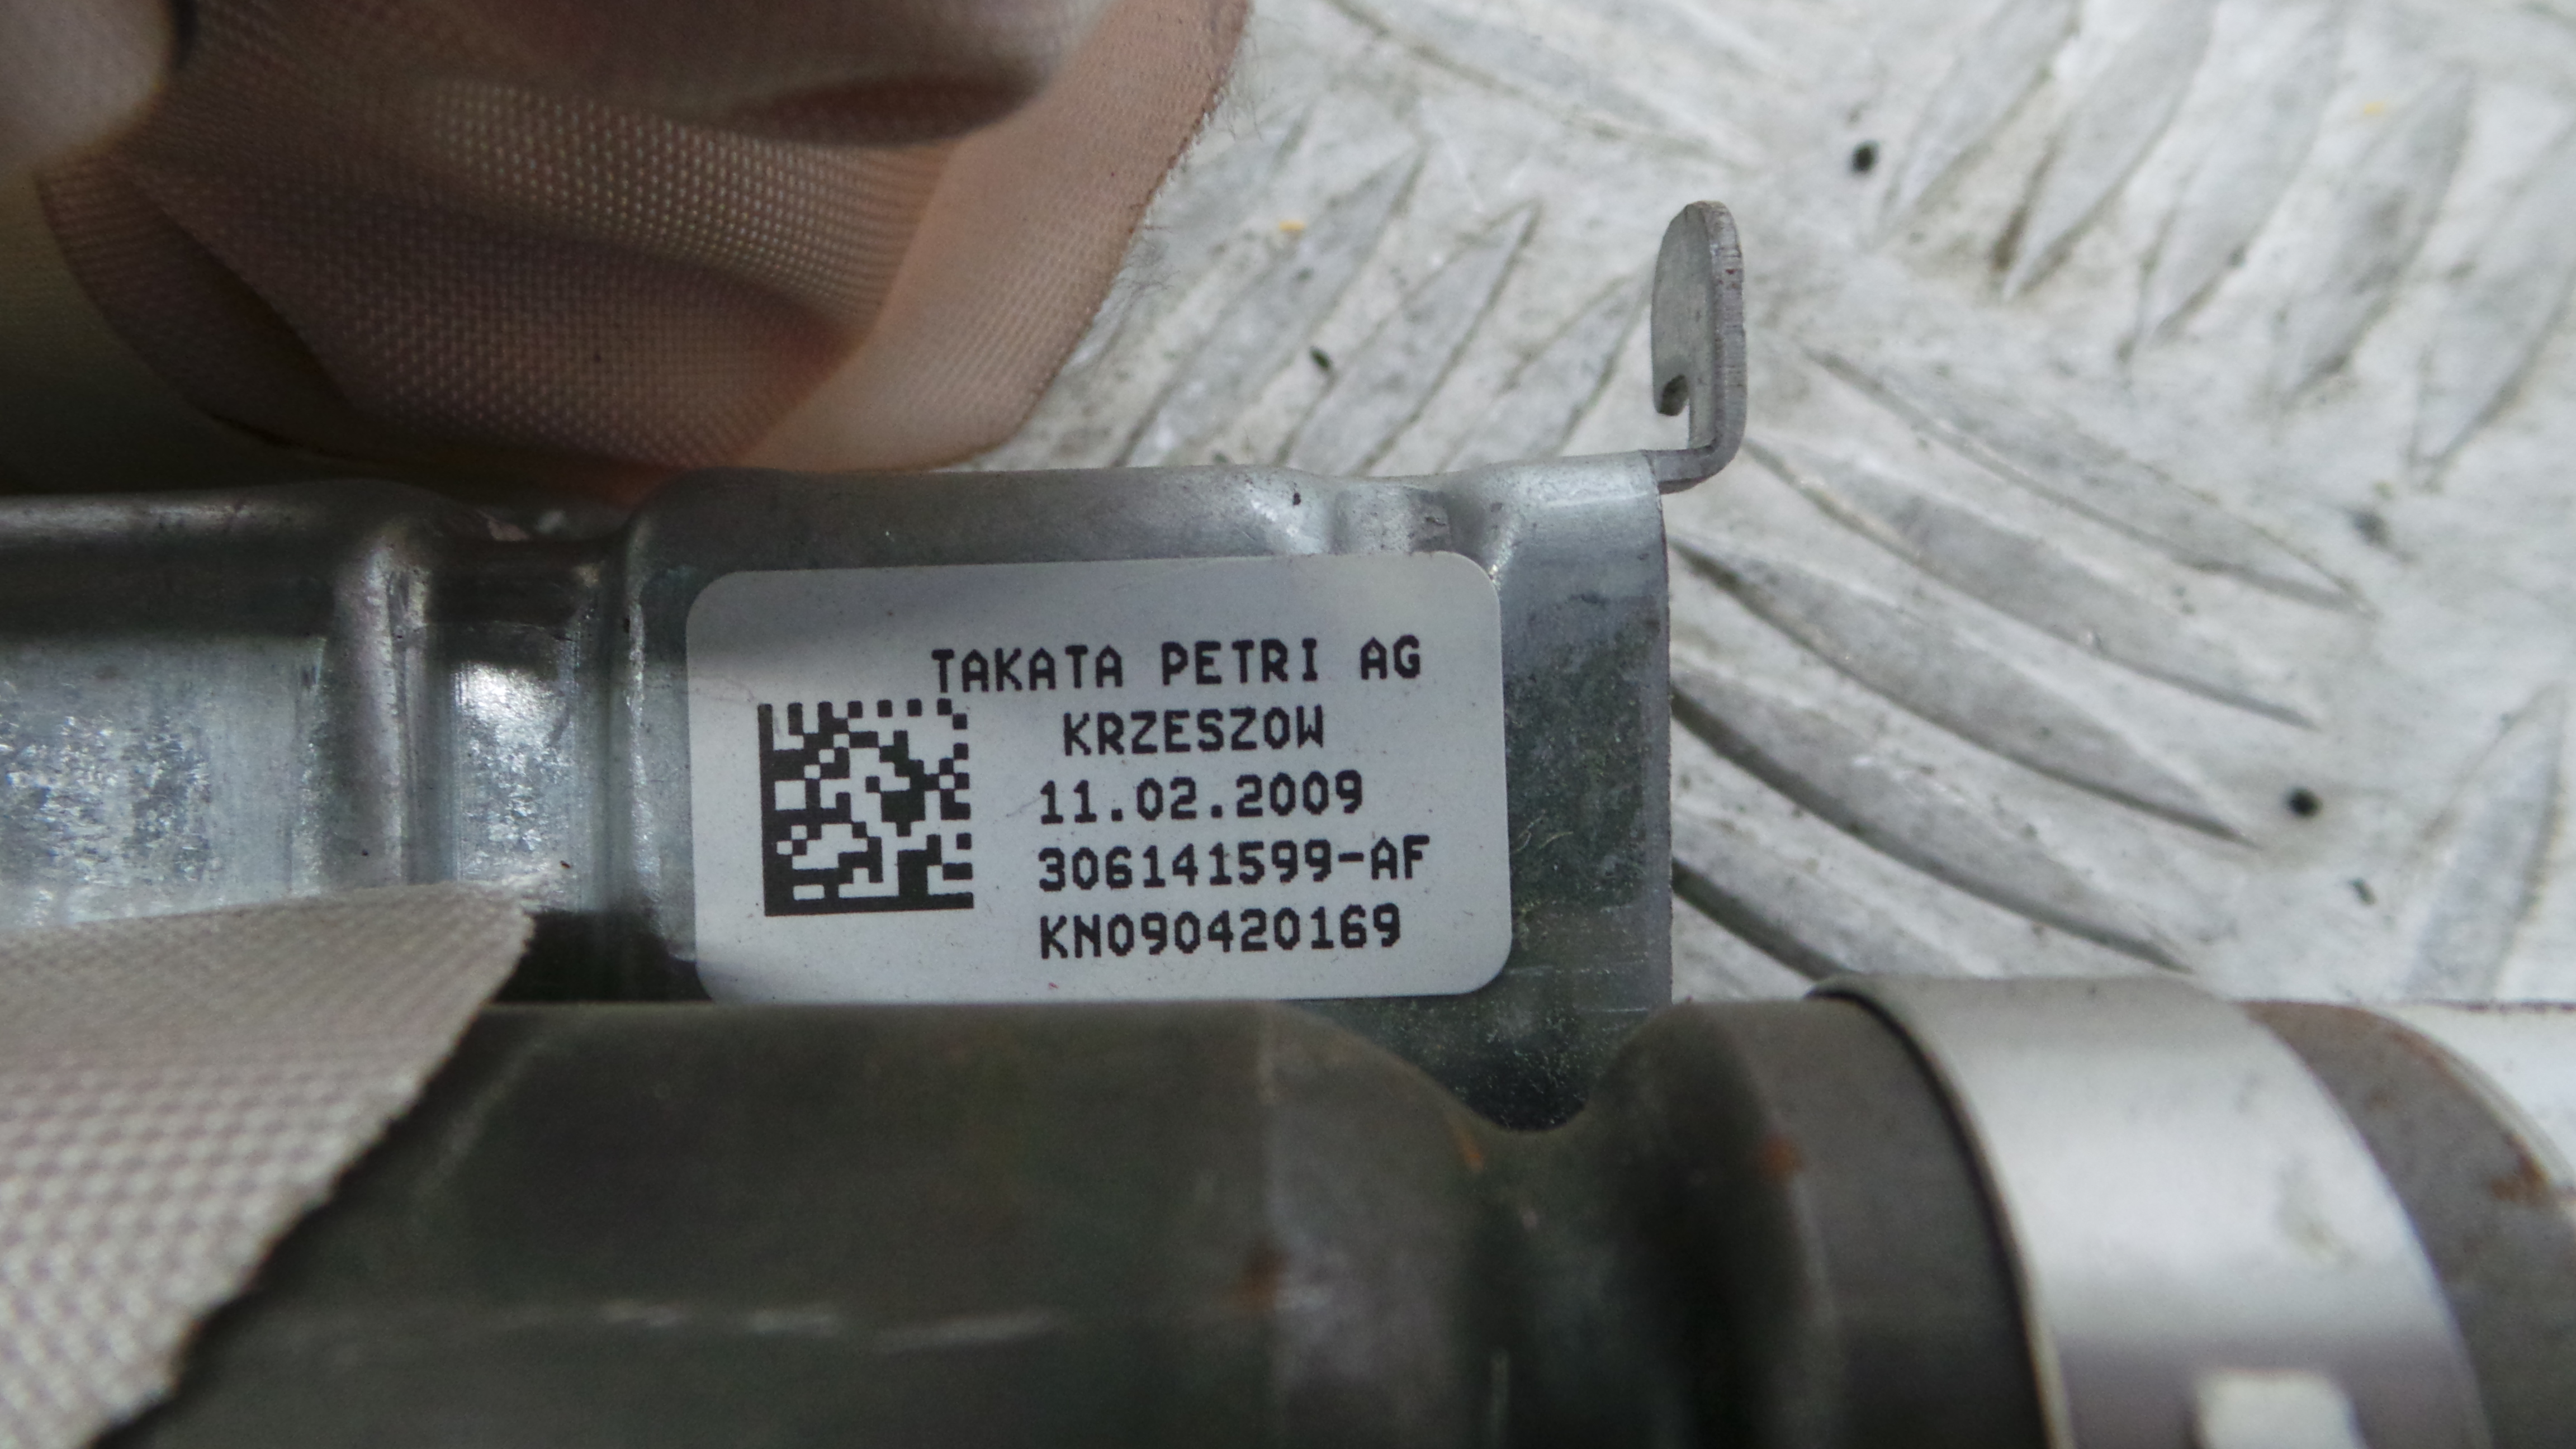 TAKATA PETRI AG
KRZESZOW
11.02.2009
306141599-AF
KN090420169